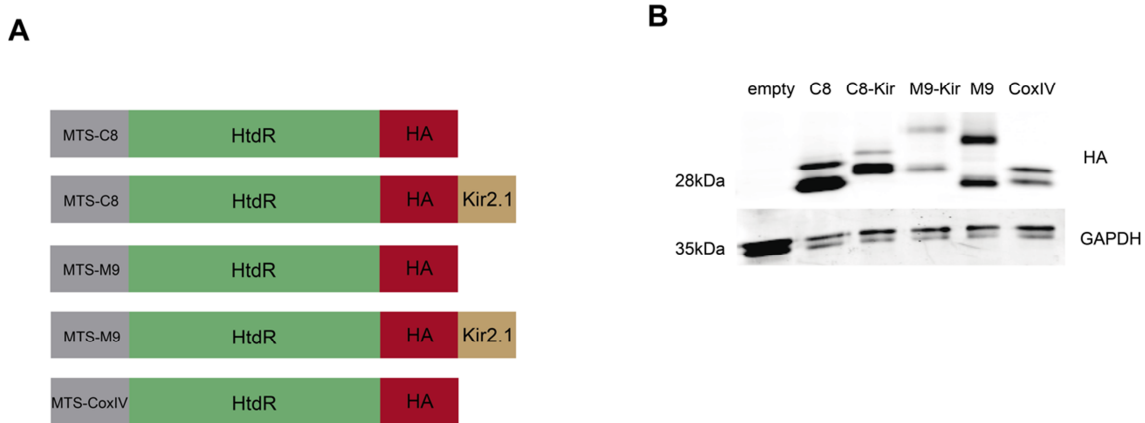 A
MTS-C8 HtdR HA
MTS-C8 HtdR HA Kir2.1
MTS-M9 HtdR HA
MTS-M9 HtdR HA Kir2.1
MTS-CoxIV HtdR HA
B
empty C8 C8-Kir M9-Kir M9 CoxIV
28kDa HA
35kDa GAPDH